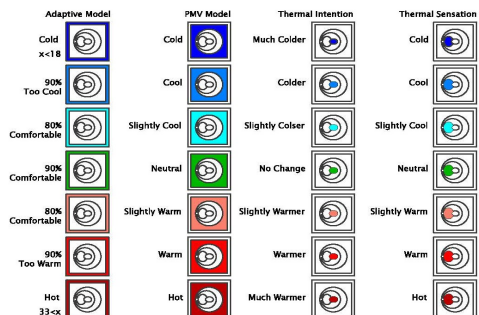 Adaptive Model PMV Model Thermal Intention Thermal Sensation
Cold Cold Much Colder Cold
x<18
90% Cool Colder Cool
Too Cool
80% Slightly Cool Slightly Colser Slightly Cool
Comfortable
90% Neutral No Change Neutral
Comfortable
80% Slightly Warm Slightly Warmer Slightly Warm
Comfortable
90% Warm Warmer Warm
Too Warm
Hot Hot Much Warmer Hot
33<x